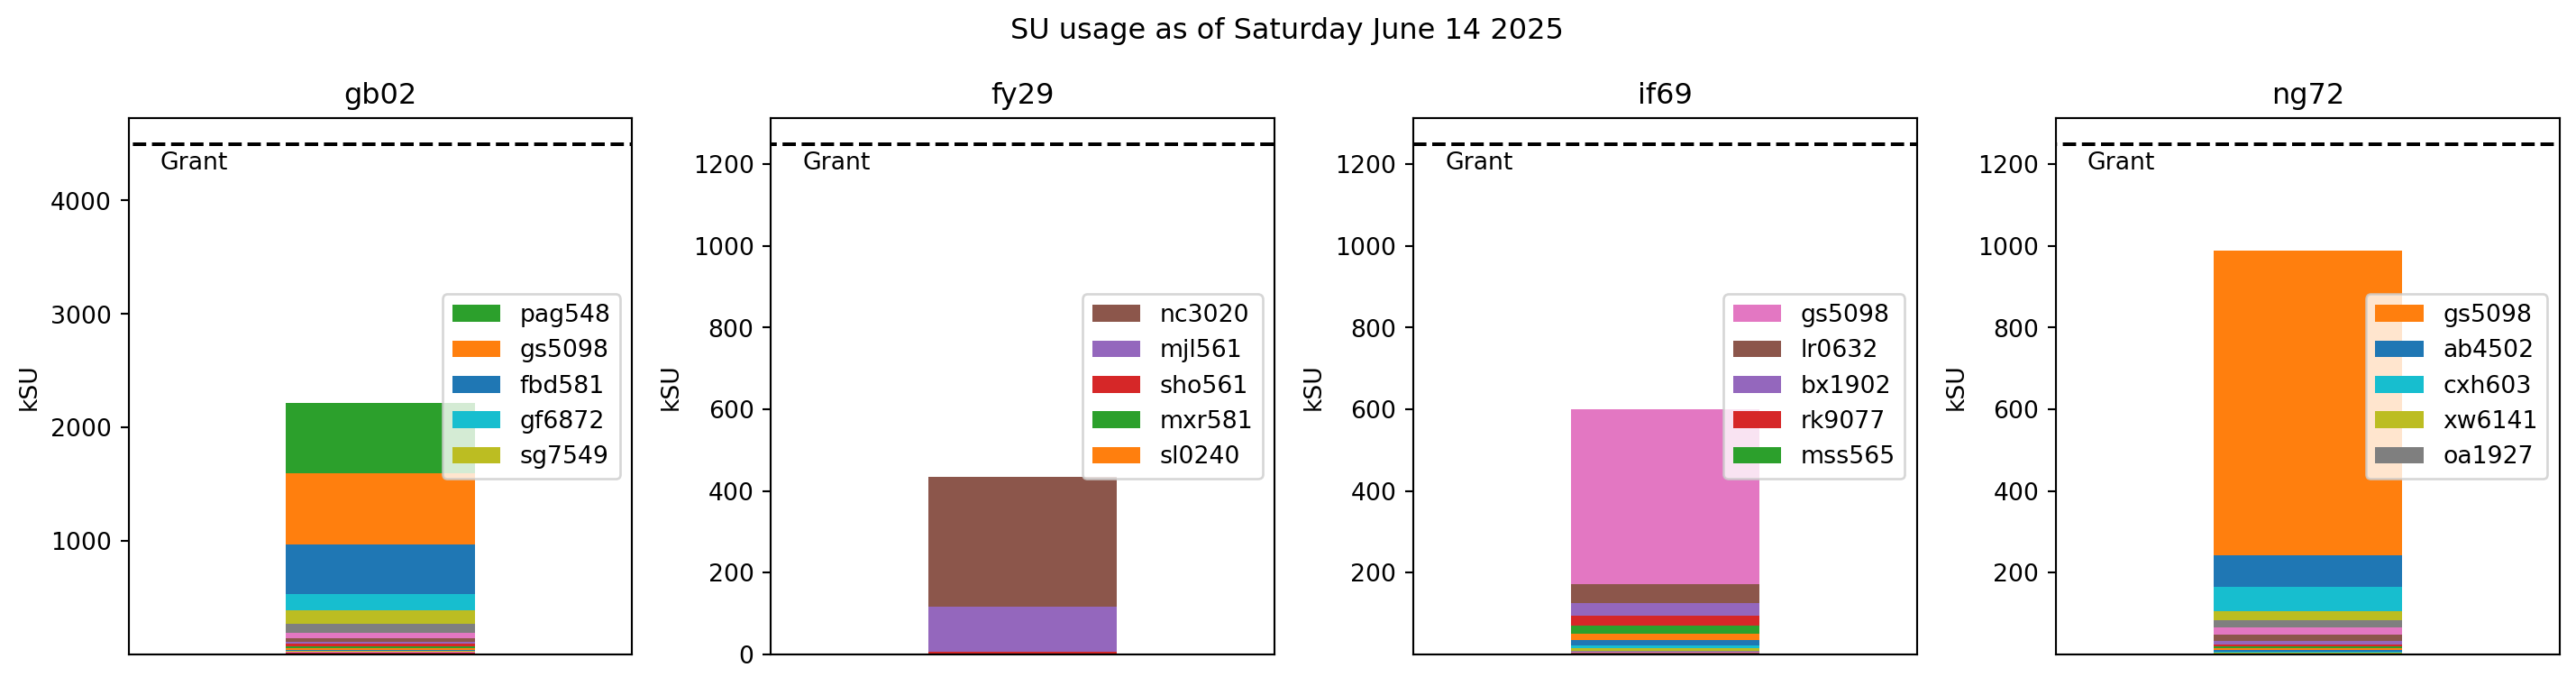 SU usage as of Saturday June 14 2025
gb02
Grant
4000
3000
2000
1000
kSU
pag548
gs5098
fbd581
gf6872
sg7549
fy29
Grant
1200
1000
800
600
400
200
0
kSU
nc3020
mjl561
sho561
mxr581
sl0240
if69
Grant
1200
1000
800
600
400
200
kSU
gs5098
lr0632
bx1902
rk9077
mss565
ng72
Grant
1200
1000
800
600
400
200
kSU
gs5098
ab4502
cxh603
xw6141
oa1927